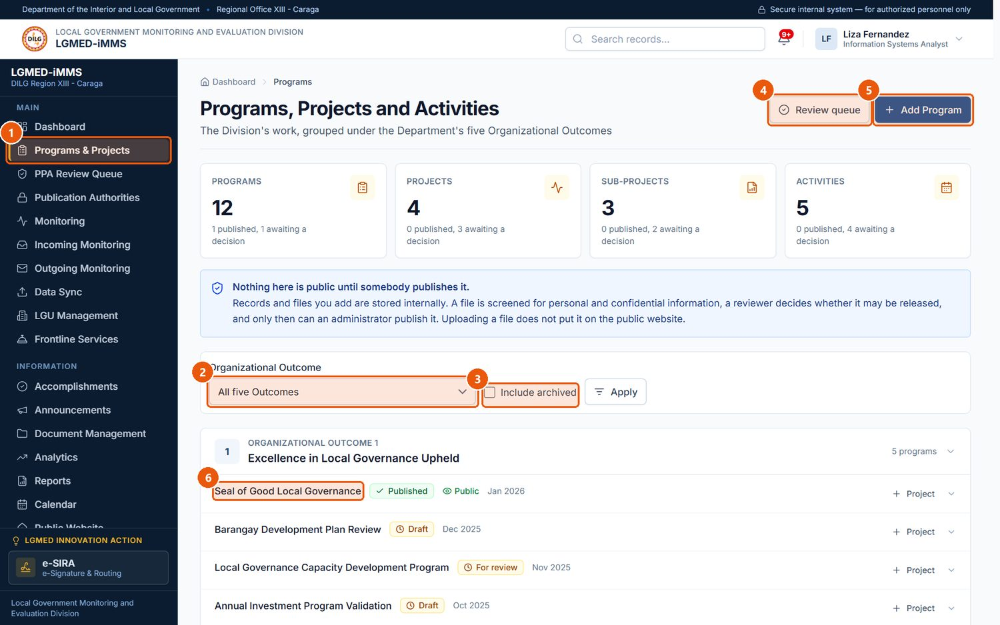 Department of the Interior and Local Government • Regional Office XIII - Caraga
Secure internal system — for authorized personnel only
DILG
LOCAL GOVERNMENT MONITORING AND EVALUATION DIVISION
LGMED-iMMS
Search records...
9+
LF
Liza Fernandez
Information Systems Analyst
LGMED-iMMS
DILG Region XIII - Caraga
MAIN
Dashboard
1
Programs & Projects
PPA Review Queue
Publication Authorities
Monitoring
Incoming Monitoring
Outgoing Monitoring
Data Sync
LGU Management
Frontline Services
INFORMATION
Accomplishments
Announcements
Document Management
Analytics
Reports
Calendar
Public Website
LGMED INNOVATION ACTION
e-SIRA
e-Signature & Routing
Local Government Monitoring and
Evaluation Division
Dashboard > Programs
Programs, Projects and Activities
The Division's work, grouped under the Department's five Organizational Outcomes
4
Review queue
5
+ Add Program
PROGRAMS
12
1 published, 1 awaiting a
decision
PROJECTS
4
0 published, 3 awaiting a
decision
SUB-PROJECTS
3
0 published, 2 awaiting a
decision
ACTIVITIES
5
0 published, 4 awaiting a
decision
Nothing here is public until somebody publishes it.
Records and files you add are stored internally. A file is screened for personal and confidential information, a reviewer decides whether it may be released,
and only then can an administrator publish it. Uploading a file does not put it on the public website.
2
Organizational Outcome
All five Outcomes
3
Include archived
Apply
1
ORGANIZATIONAL OUTCOME 1
Excellence in Local Governance Upheld
5 programs
6
Seal of Good Local Governance Published Public Jan 2026
+ Project
Barangay Development Plan Review Draft Dec 2025
+ Project
Local Governance Capacity Development Program For review Nov 2025
+ Project
Annual Investment Program Validation Draft Oct 2025
+ Project